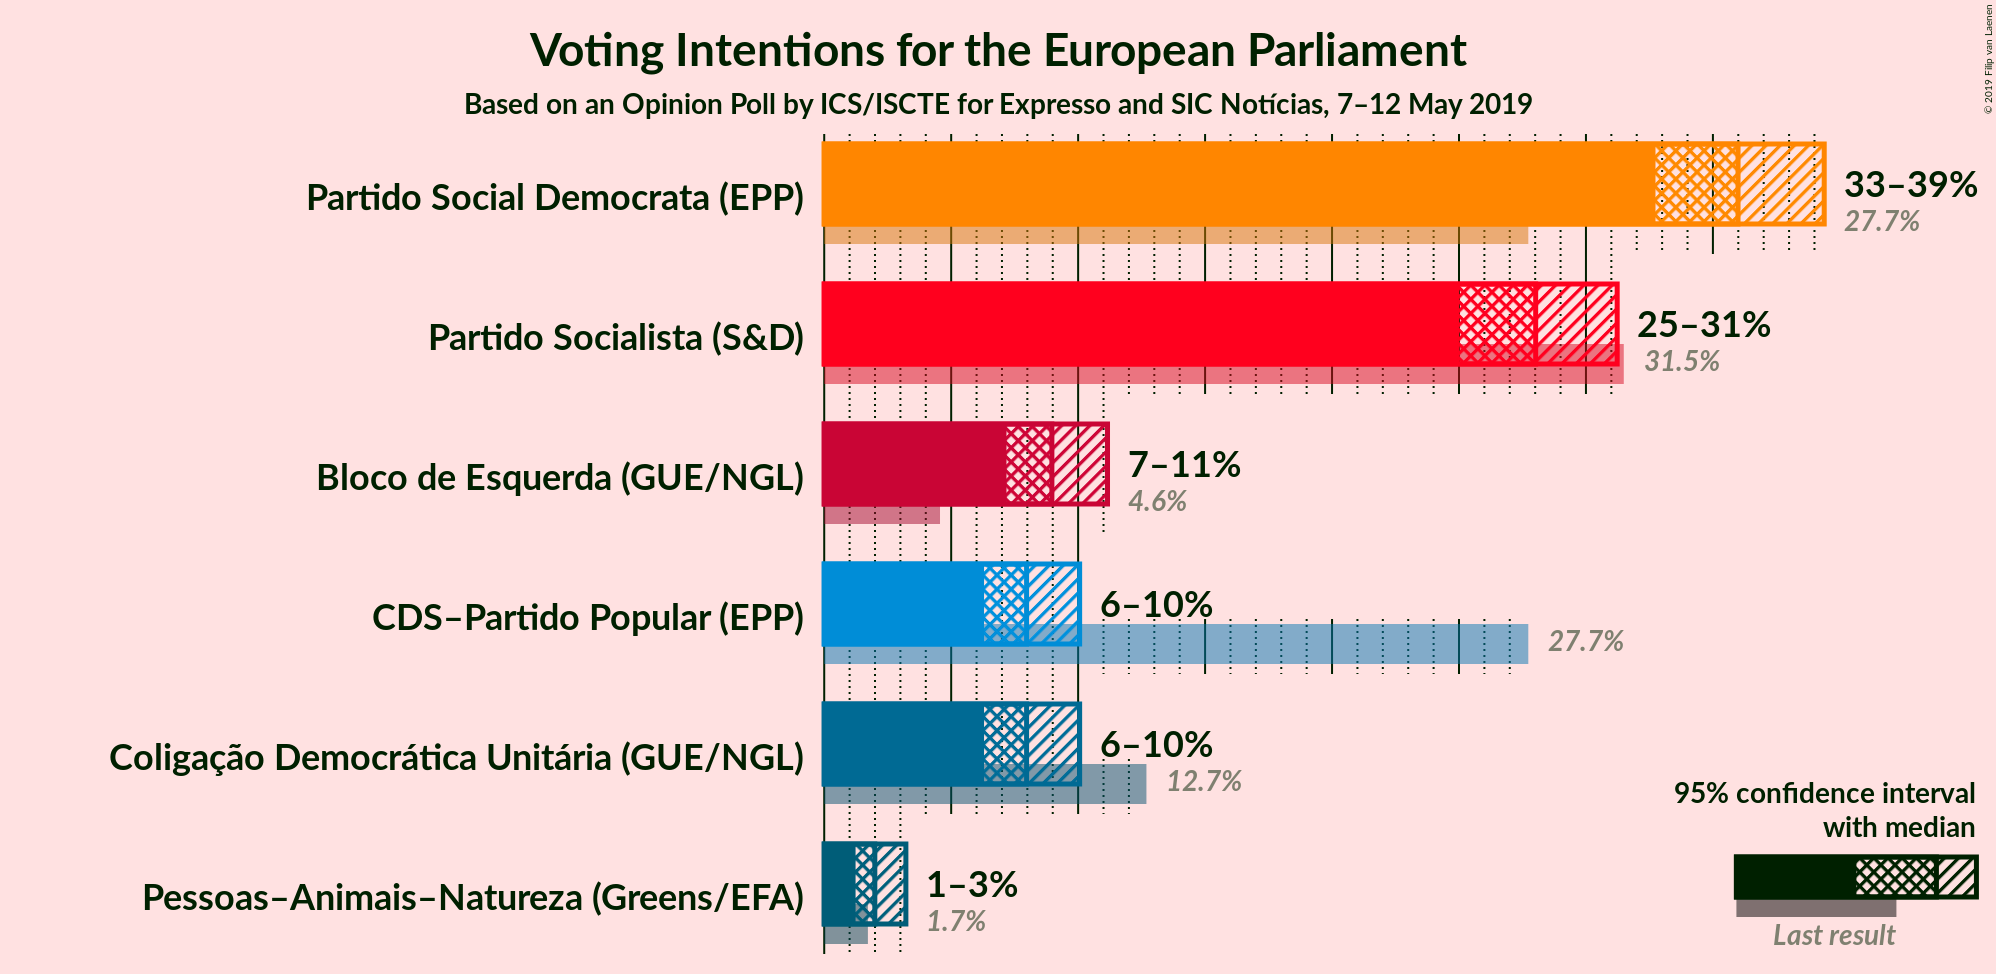 Voting Intentions for the European Parliament
Based on an Opinion Poll by ICS/ISCTE for Expresso and SIC Notícias, 7–12 May 2019
© 2019 Filip van Laenen
Partido Social Democrata (EPP)
33–39%
27.7%
Partido Socialista (S&D)
25–31%
31.5%
Bloco de Esquerda (GUE/NGL)
7–11%
4.6%
CDS–Partido Popular (EPP)
6–10%
27.7%
Coligação Democrática Unitária (GUE/NGL)
6–10%
12.7%
Pessoas–Animais–Natureza (Greens/EFA)
1–3%
1.7%
95% confidence interval
with median
Last result